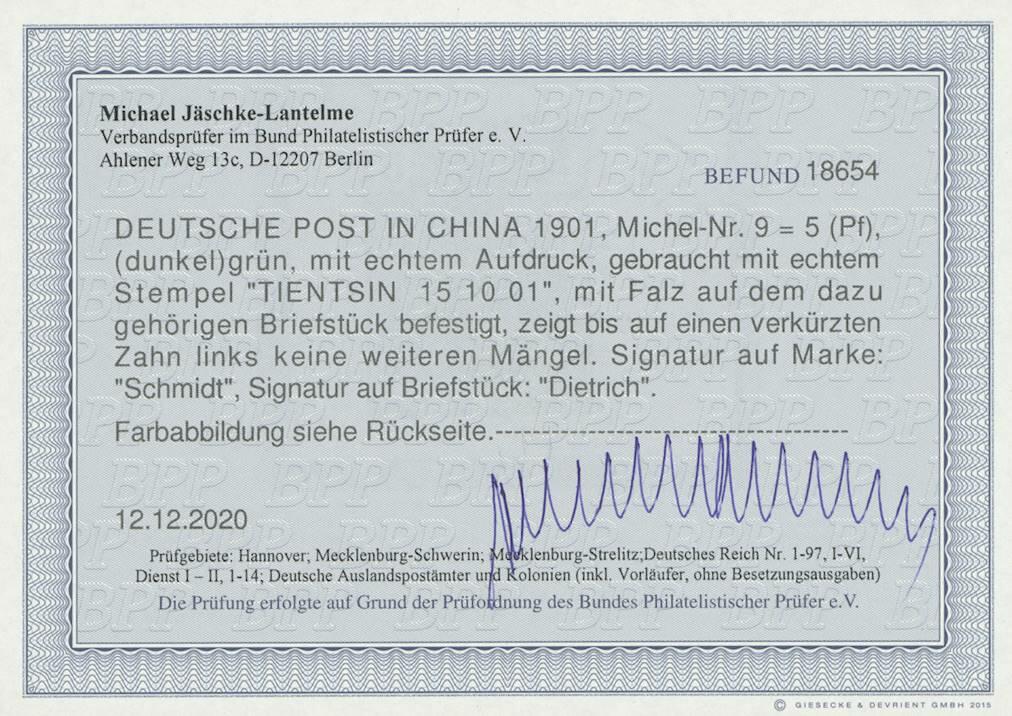 Michael Jäschke-Lantelme
Verbandsprüfer im Bund Philatelistischer Prüfer e. V.
Ahlener Weg 13c, D-12207 Berlin
BEFUND 18654
DEUTSCHE POST IN CHINA 1901, Michel-Nr. 9 = 5 (Pf),
(dunkel)grün, mit echtem Aufdruck, gebraucht mit echtem
Stempel "TIENTSIN 15 10 01", mit Falz auf dem dazu
gehörigen Briefstück befestigt, zeigt bis auf einen verkürzten
Zahn links keine weiteren Mängel. Signatur auf Marke:
"Schmidt", Signatur auf Briefstück: "Dietrich".
Farbabbildung siehe Rückseite.-----------------------------------
12.12.2020
Prüfgebiete: Hannover; Mecklenburg-Schwerin; Mecklenburg-Strelitz;Deutsches Reich Nr. 1-97, I-VI,
Dienst I – II, 1-14; Deutsche Auslandspostämter und Kolonien (inkl. Vorläufer, ohne Besetzungsausgaben)
Die Prüfung erfolgte auf Grund der Prüfordnung des Bundes Philatelistischer Prüfer e.V.
© GIESECKE & DEVRIENT GMBH 2015